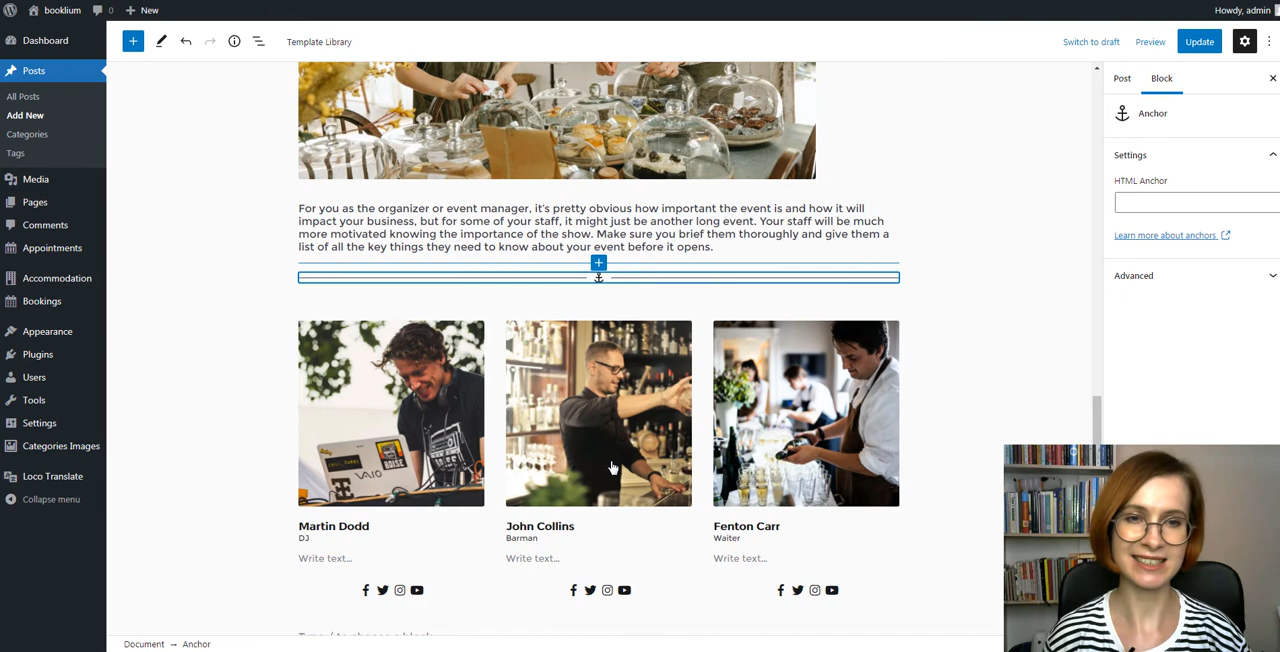 booklium
0
New
Howdy, admin
Dashboard
Posts
All Posts
Add New
Categories
Tags
Media
Pages
Comments
Appointments
Accommodation
Bookings
Appearance
Plugins
Users
Tools
Settings
Categories Images
Loco Translate
Collapse menu
Template Library
Switch to draft
Preview
Update
For you as the organizer or event manager, it's pretty obvious how important the event is and how it will
impact your business, but for some of your staff, it might just be another long event. Your staff will be much
more motivated knowing the importance of the show. Make sure you brief them thoroughly and give them a
list of all the key things they need to know about your event before it opens.
VAIO
Martin Dodd
DJ
Write text...
John Collins
Barman
Write text...
Fenton Carr
Waiter
Write text...
Type / to choose a block
Document → Anchor
Post
Block
Anchor
Settings
HTML Anchor
Learn more about anchors
Advanced